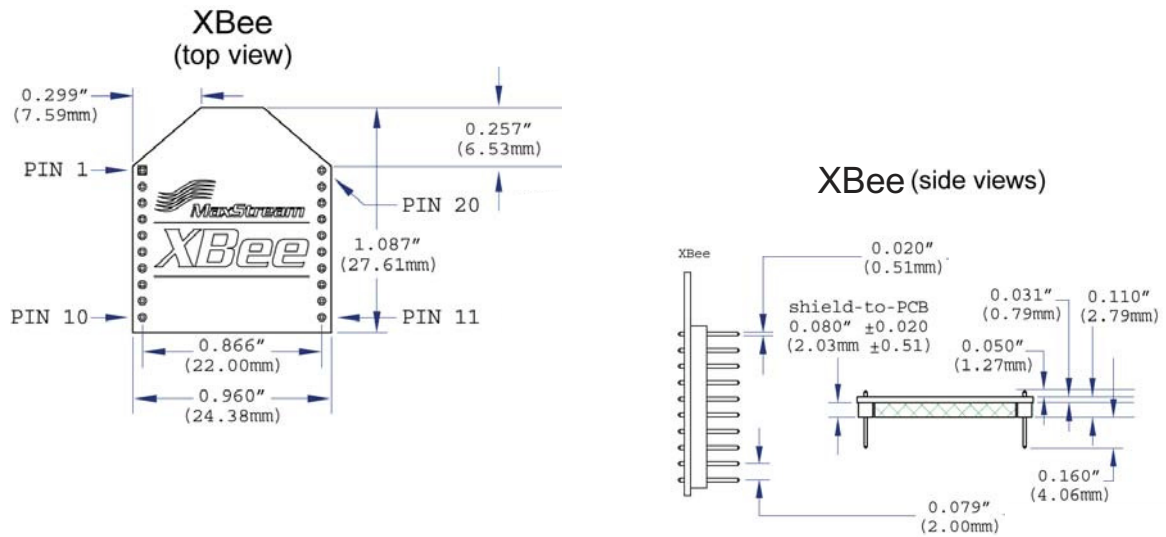 XBee
(top view)
0.299″
(7.59mm)
0.257″
(6.53mm)
PIN 1
PIN 20
MaxStream
XBee
1.087″
(27.61mm)
PIN 10
PIN 11
0.866″
(22.00mm)
0.960″
(24.38mm)
XBee (side views)
XBee
0.020″
(0.51mm)
shield-to-PCB
0.080″ ±0.020
(2.03mm ±0.51)
0.031″
(0.79mm)
0.110″
(2.79mm)
0.050″
(1.27mm)
0.160″
(4.06mm)
0.079″
(2.00mm)